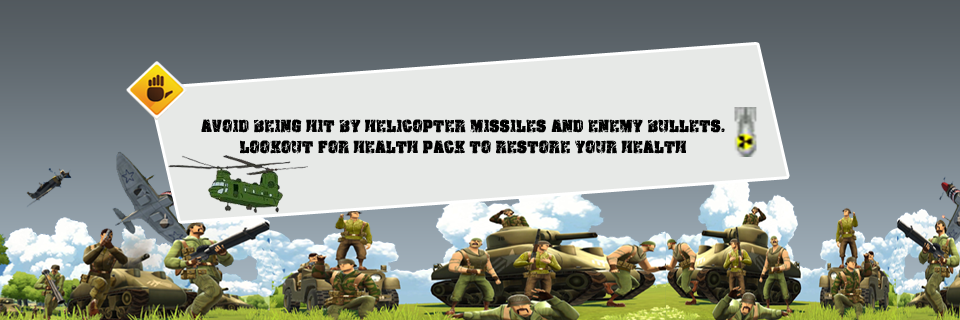 AVOID BEING HIT BY HELICOPTER MISSILES AND ENEMY BULLETS.
LOOKOUT FOR HEALTH PACK TO RESTORE YOUR HEALTH